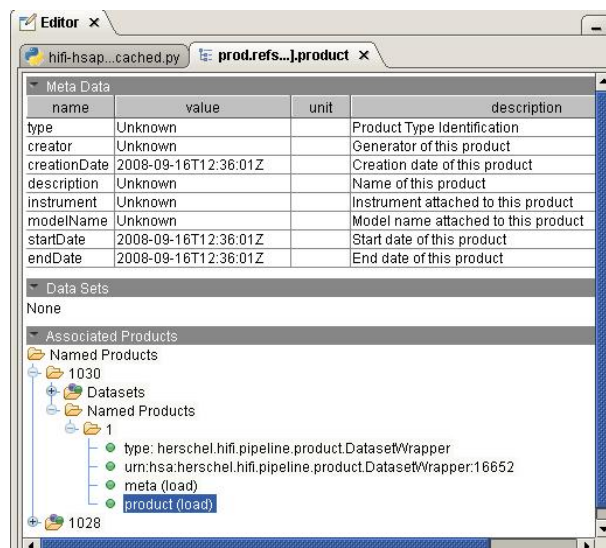 Editor
hifi-hsap...cached.py prod.refs...].product
Meta Data
name value unit description
type Unknown Product Type Identification
creator Unknown Generator of this product
creationDate 2008-09-16T12:36:01Z Creation date of this product
description Unknown Name of this product
instrument Unknown Instrument attached to this product
modelName Unknown Model name attached to this product
startDate 2008-09-16T12:36:01Z Start date of this product
endDate 2008-09-16T12:36:01Z End date of this product
Data Sets
None
Associated Products
Named Products
1030
Datasets
Named Products
1
type: herschel.hifi.pipeline.product.DatasetWrapper
urn:hsa:herschel.hifi.pipeline.product.DatasetWrapper:16652
meta (load)
product (load)
1028